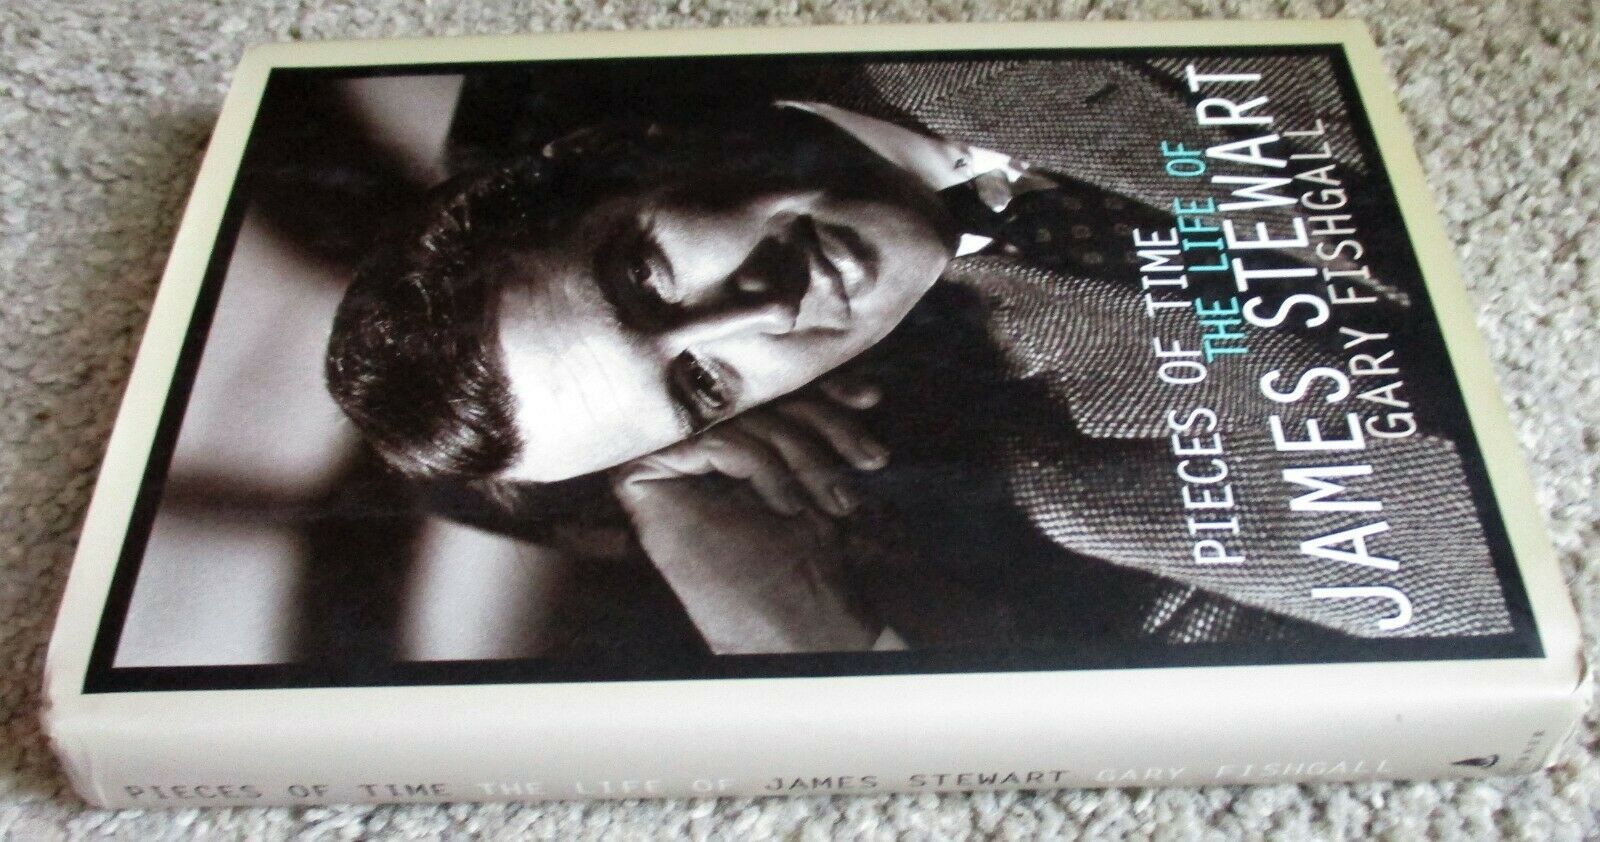 PIECES OF TIME
THE LIFE OF
JAMES STEWART
GARY FISHGALL
PIECES OF TIME THE LIFE OF JAMES STEWART GARY FISHGALL